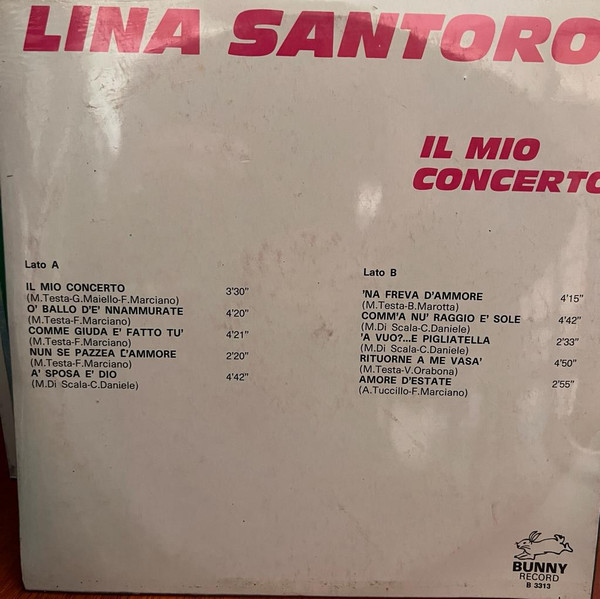 LINA SANTORO
IL MIO
CONCERTO
Lato A
IL MIO CONCERTO 3'30"
(M.Testa-G.Maiello-F.Marciano)
O' BALLO D'E' NNAMMURATE 4'20"
(M.Testa-F.Marciano)
COMME GIUDA E' FATTO TU' 4'21"
(M.Testa-F.Marciano)
NUN SE PAZZEA L'AMMORE 2'20"
(M.Testa-F.Marciano)
A' SPOSA E' DIO 4'42"
(M.Di Scala-C.Daniele)
Lato B
'NA FREVA D'AMMORE 4'15"
(M.Testa-B.Marotta)
COMM'A NU' RAGGIO E' SOLE 4'42"
(M.Di Scala-C.Daniele)
'A VUO?...E PIGLIATELLA 2'33"
(M.Di Scala-C.Daniele)
RITUORNE A ME VASA' 4'50"
(M.Testa-V.Orabona)
AMORE D'ESTATE 2'55"
(A.Tuccillo-F.Marciano)
BUNNY
RECORD
B 3313